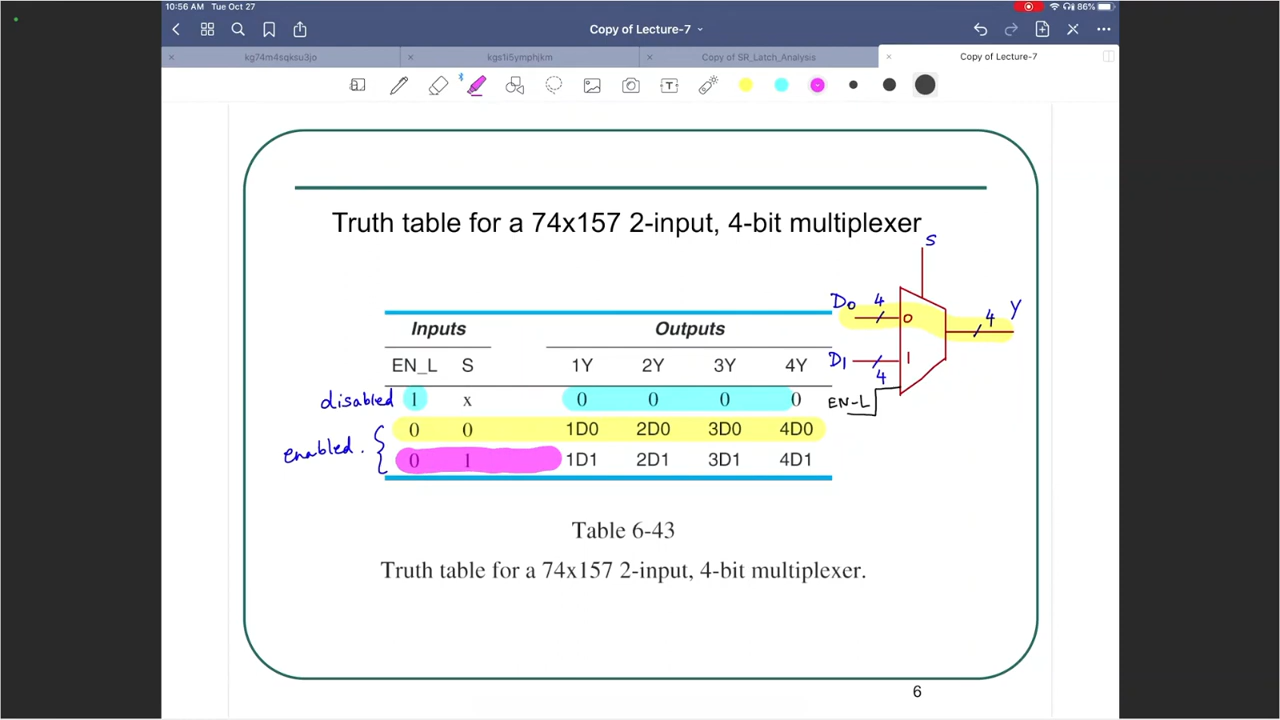 10:56 AM Tue Oct 27
86%
Copy of Lecture-7
kg74m4sqksu3jo
kgs1i5ymphjkm
Copy of SR_Latch_Analysis
Copy of Lecture-7
Truth table for a 74x157 2-input, 4-bit multiplexer
S
D0 4 0 4 Y
D1 4 1
EN-L
Inputs Outputs
EN_L S 1Y 2Y 3Y 4Y
disabled 1 x 0 0 0 0
enabled. 0 0 1D0 2D0 3D0 4D0
0 1 1D1 2D1 3D1 4D1
Table 6-43
Truth table for a 74x157 2-input, 4-bit multiplexer.
6